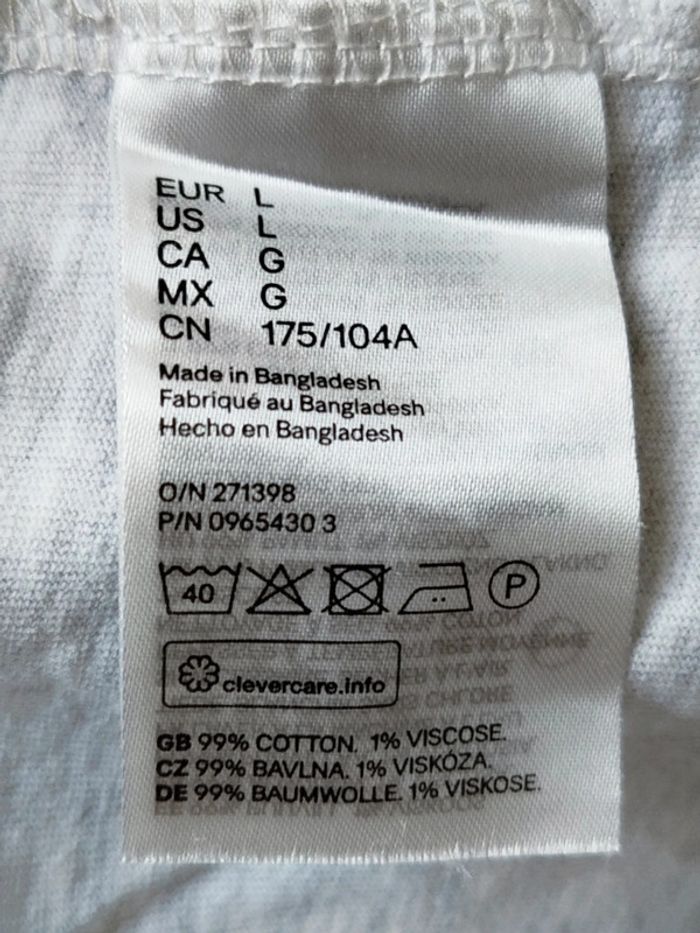 EUR L
US L
CA G
MX G
CN 175/104A
Made in Bangladesh
Fabriqué au Bangladesh
Hecho en Bangladesh
O/N 271398
P/N 0965430 3
40 P
clevercare.info
GB 99% COTTON. 1% VISCOSE.
CZ 99% BAVLNA. 1% VISKÓZA.
DE 99% BAUMWOLLE. 1% VISKOSE.